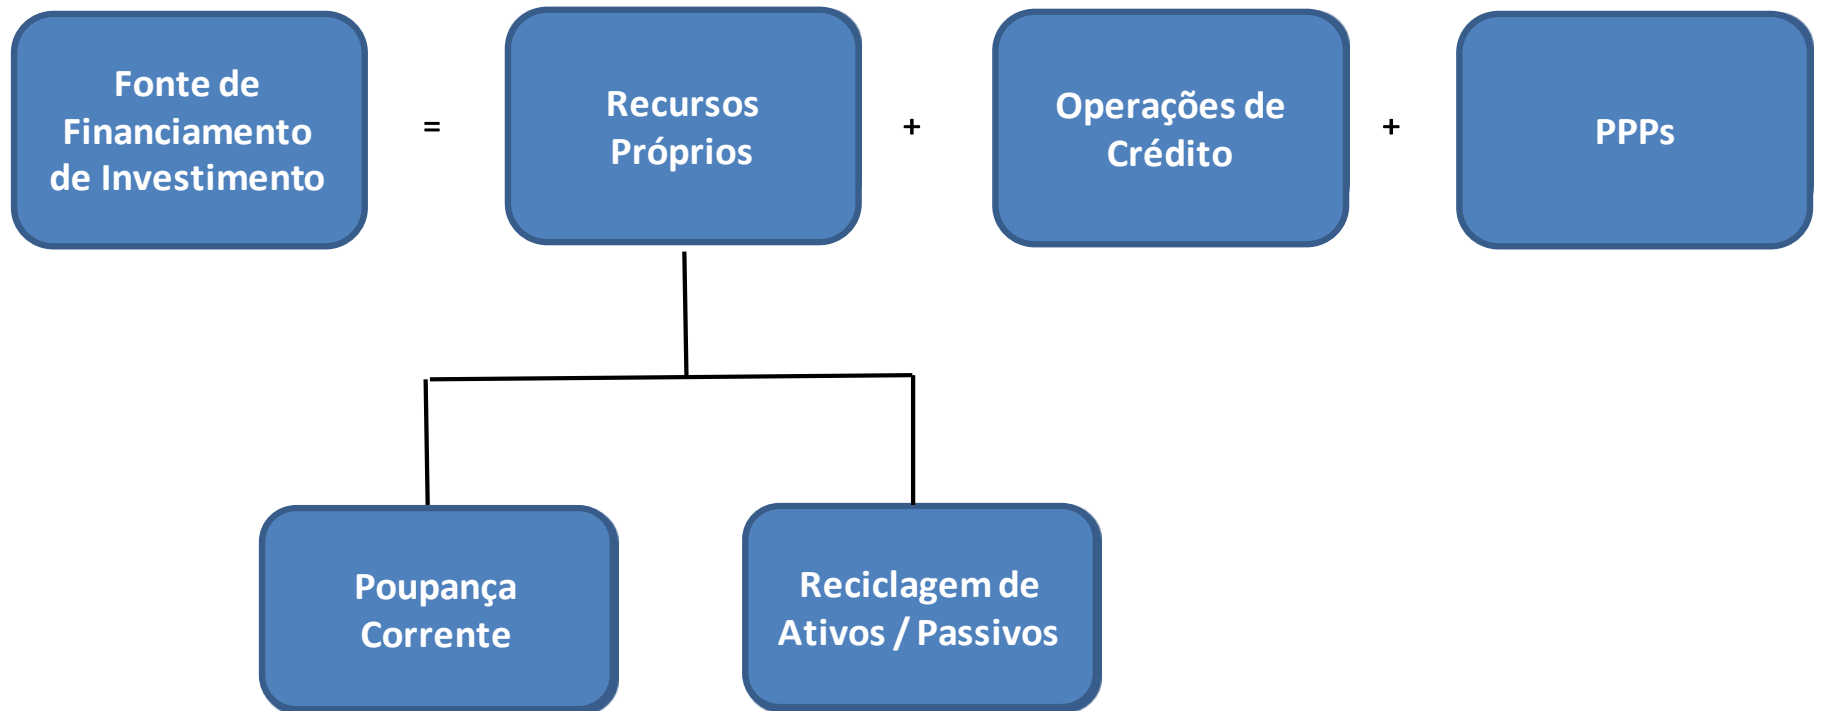 Fonte de
Financiamento
de Investimento
=
Recursos
Próprios
+
Operações de
Crédito
+
PPPs
Poupança
Corrente
Reciclagem de
Ativos / Passivos